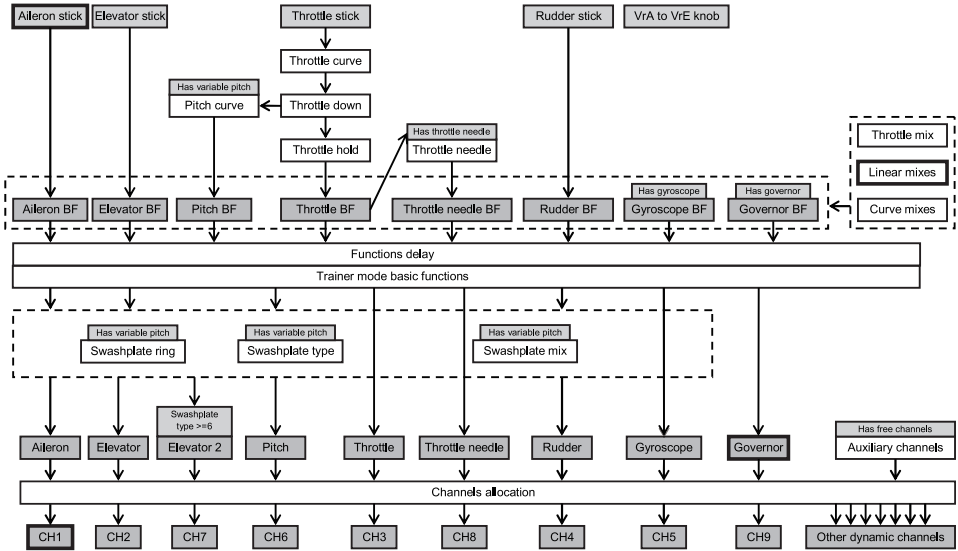 Aileron stick
Elevator stick
Throttle stick
Rudder stick
VrA to VrE knob
Throttle curve
Has variable pitch
Pitch curve
Throttle down
Has throttle needle
Throttle needle
Throttle hold
Throttle mix
Linear mixes
Curve mixes
Has gyroscope
Has governor
Aileron BF
Elevator BF
Pitch BF
Throttle BF
Throttle needle BF
Rudder BF
Gyroscope BF
Governor BF
Functions delay
Trainer mode basic functions
Has variable pitch
Swashplate ring
Has variable pitch
Swashplate type
Has variable pitch
Swashplate mix
Swashplate
type >=6
Has free channels
Aileron
Elevator
Elevator 2
Pitch
Throttle
Throttle needle
Rudder
Gyroscope
Governor
Auxiliary channels
Channels allocation
CH1
CH2
CH7
CH6
CH3
CH8
CH4
CH5
CH9
Other dynamic channels